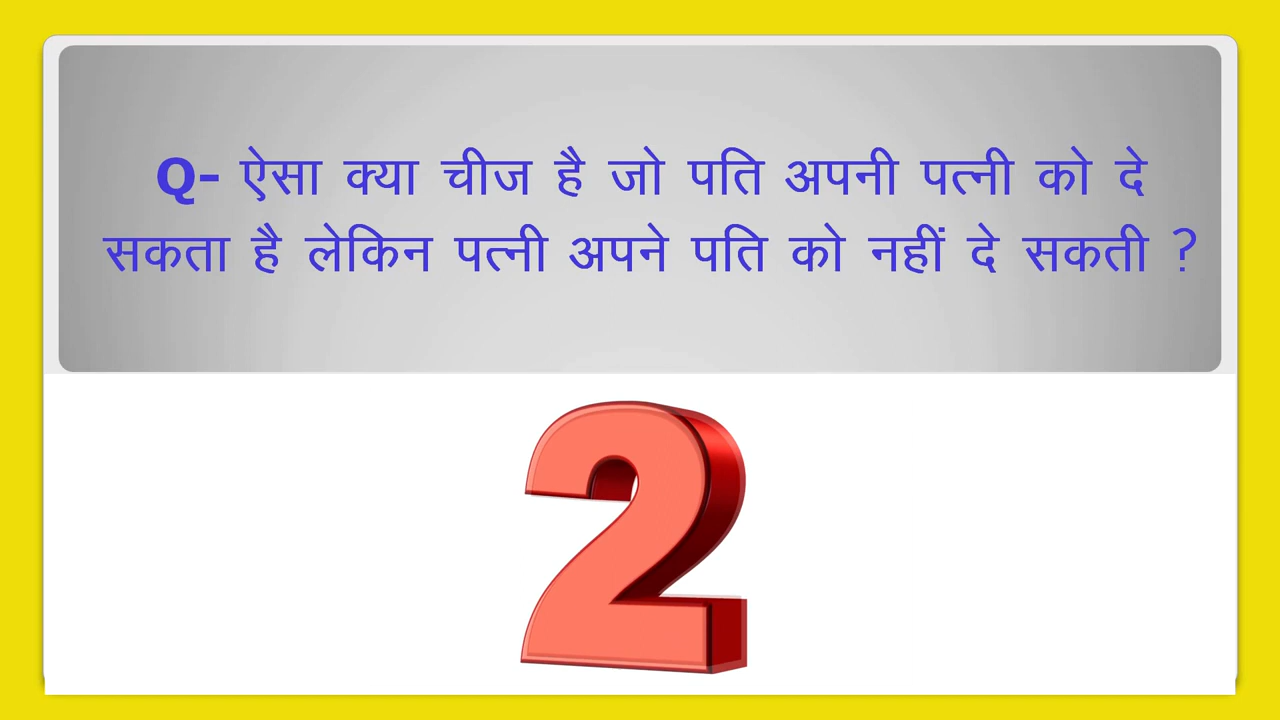 Q- ऐसा क्या चीज है जो पति अपनी पत्नी को दे
सकता है लेकिन पत्नी अपने पति को नहीं दे सकती ?
2